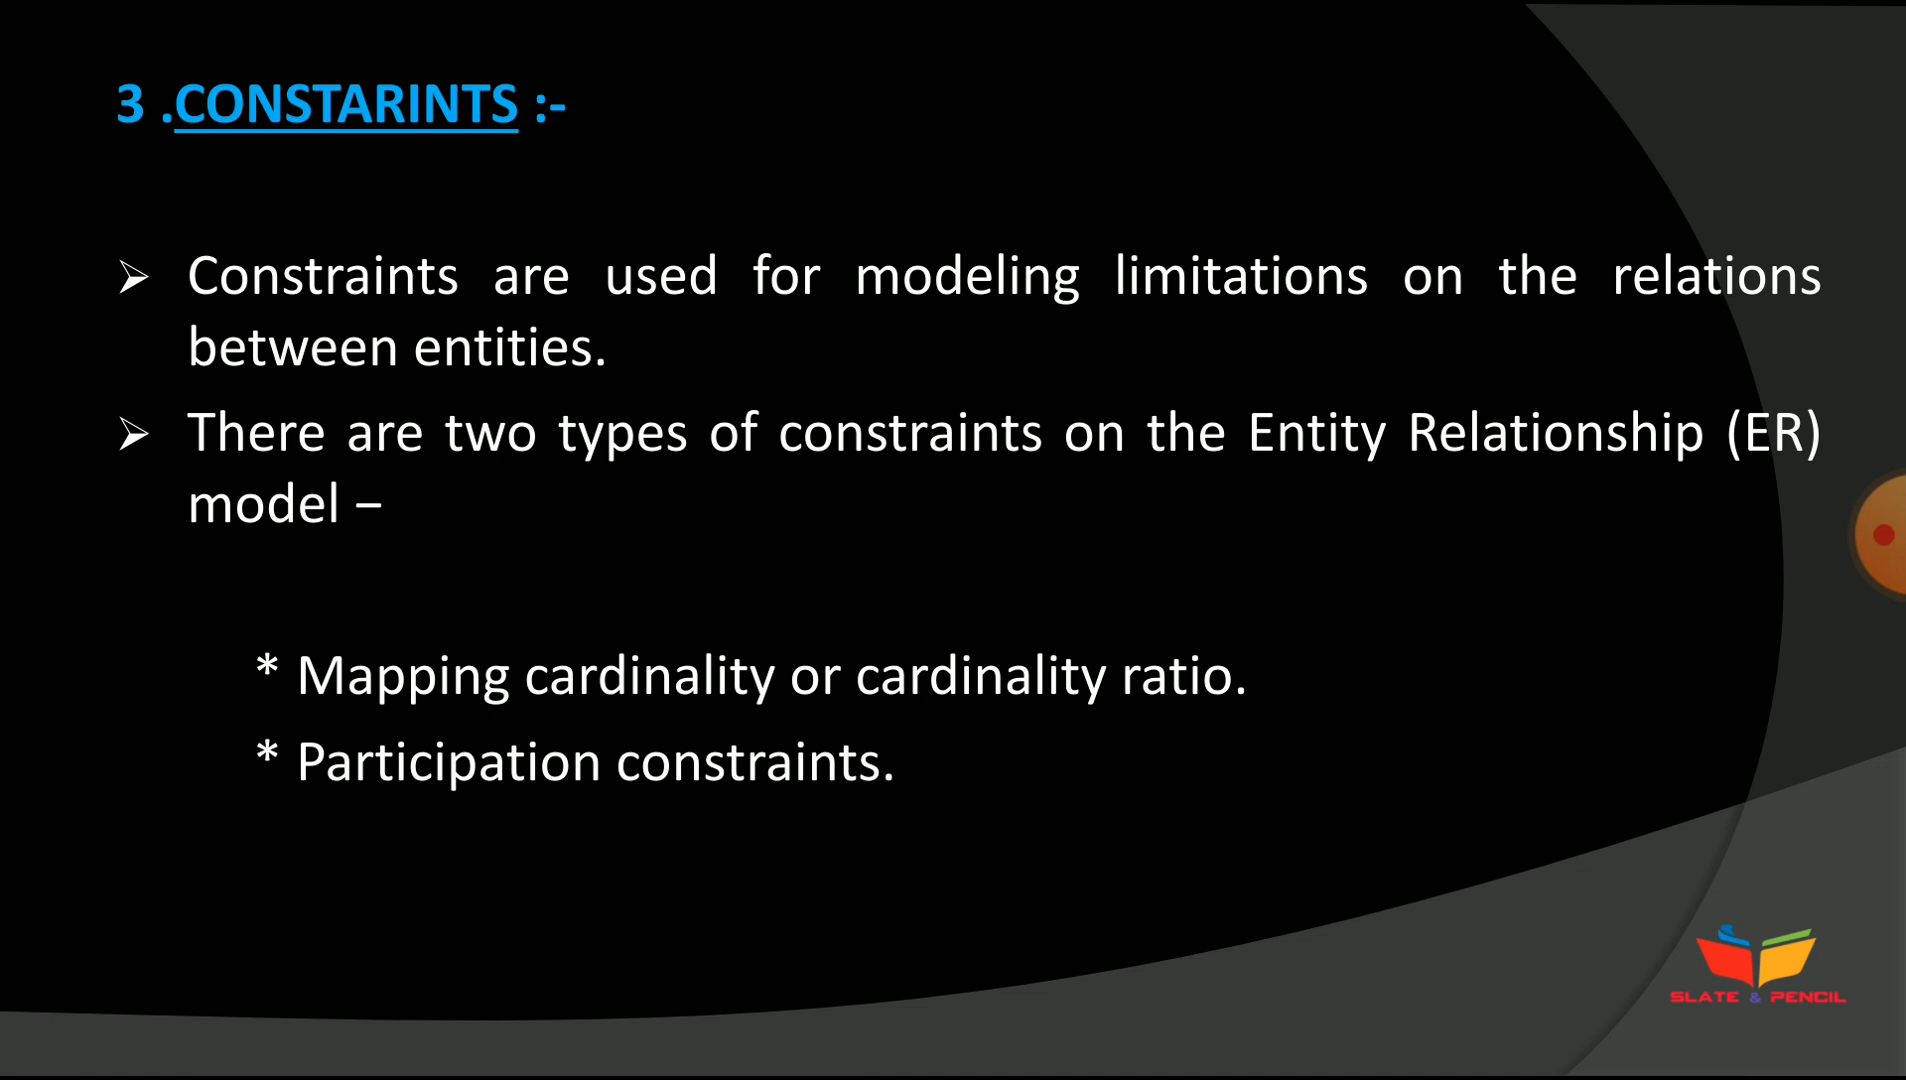 3 .CONSTARINTS :-
➢ Constraints are used for modeling limitations on the relations
between entities.
➢ There are two types of constraints on the Entity Relationship (ER)
model –
* Mapping cardinality or cardinality ratio.
* Participation constraints.
SLATE & PENCIL